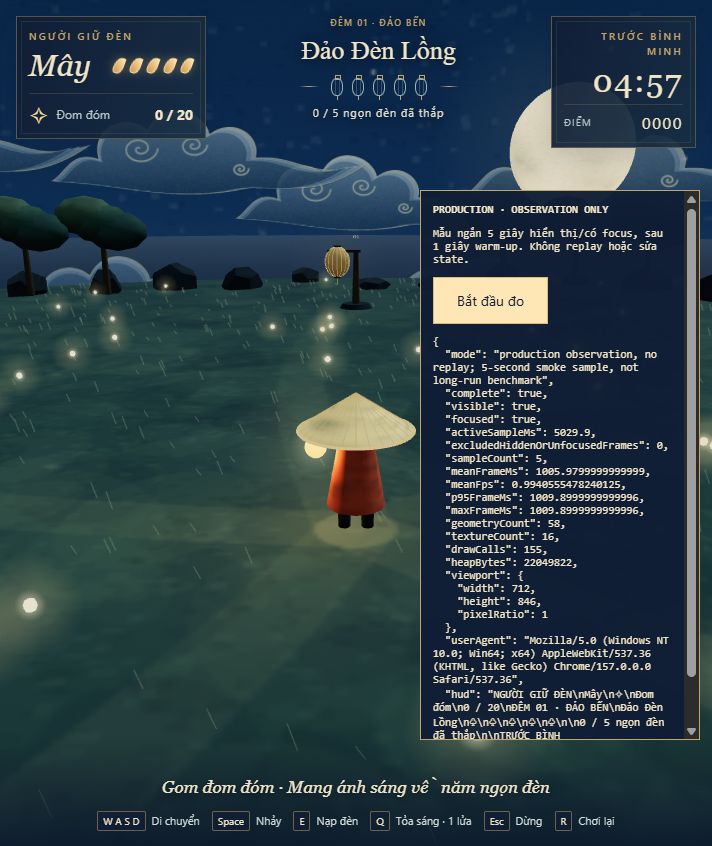 NGƯỜI GIỮ ĐÈN
Mây
Đom đóm
0 / 20
ĐÊM 01 · ĐẢO BẾN
Đảo Đèn Lồng
0 / 5 ngọn đèn đã thắp
TRƯỚC BÌNH
MINH
04:57
ĐIỂM
0000
PRODUCTION · OBSERVATION ONLY
Mẫu ngắn 5 giây hiển thị/có focus, sau
1 giây warm-up. Không replay hoặc sửa
state.
Bắt đầu đo
{
"mode": "production observation, no
replay; 5-second smoke sample, not
long-run benchmark",
"complete": true,
"visible": true,
"focused": true,
"activeSampleMs": 5029.9,
"excludedHiddenOrUnfocusedFrames": 0,
"sampleCount": 5,
"meanFrameMs": 1005.9799999999999,
"meanFps": 0.9940555478240125,
"p95FrameMs": 1009.8999999999996,
"maxFrameMs": 1009.8999999999996,
"geometryCount": 58,
"textureCount": 16,
"drawCalls": 155,
"heapBytes": 22049822,
"viewport": {
"width": 712,
"height": 846,
"pixelRatio": 1
},
"userAgent": "Mozilla/5.0 (Windows NT
10.0; Win64; x64) AppleWebKit/537.36
(KHTML, like Gecko) Chrome/157.0.0.0
Safari/537.36",
"hud": "NGƯỜI GIỮ ĐÈN\nMây\n✧\nĐom
đóm\n0 / 20\nĐÊM 01 · ĐẢO BẾN\nĐảo Đèn
Lồng\n♧\n♧\n♧\n♧\n♧\n\n0 / 5 ngọn đèn
đã thắp\n\nTRƯỚC BÌNH
Gom đom đóm · Mang ánh sáng về năm ngọn đèn
W A S D Di chuyển Space Nhảy E Nạp đèn Q Tỏa sáng · 1 lửa Esc Dừng R Chơi lại